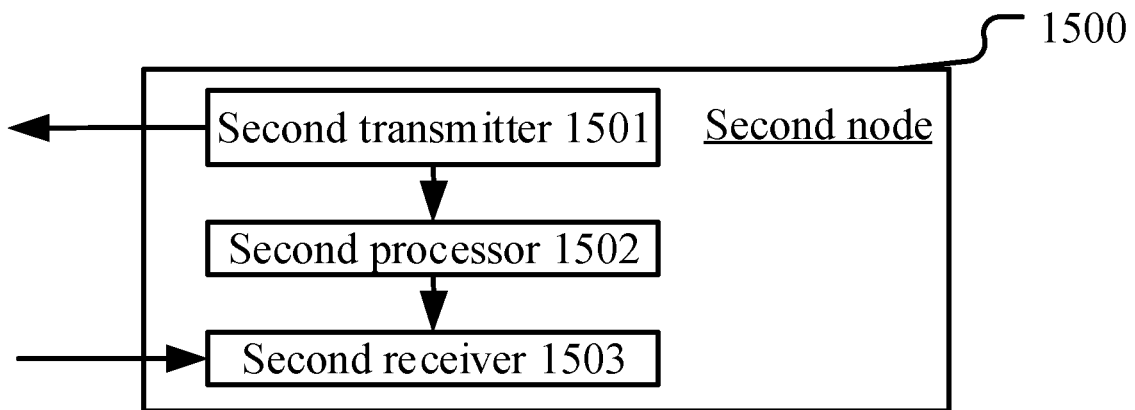 1500
Second transmitter 1501
Second node
Second processor 1502
Second receiver 1503